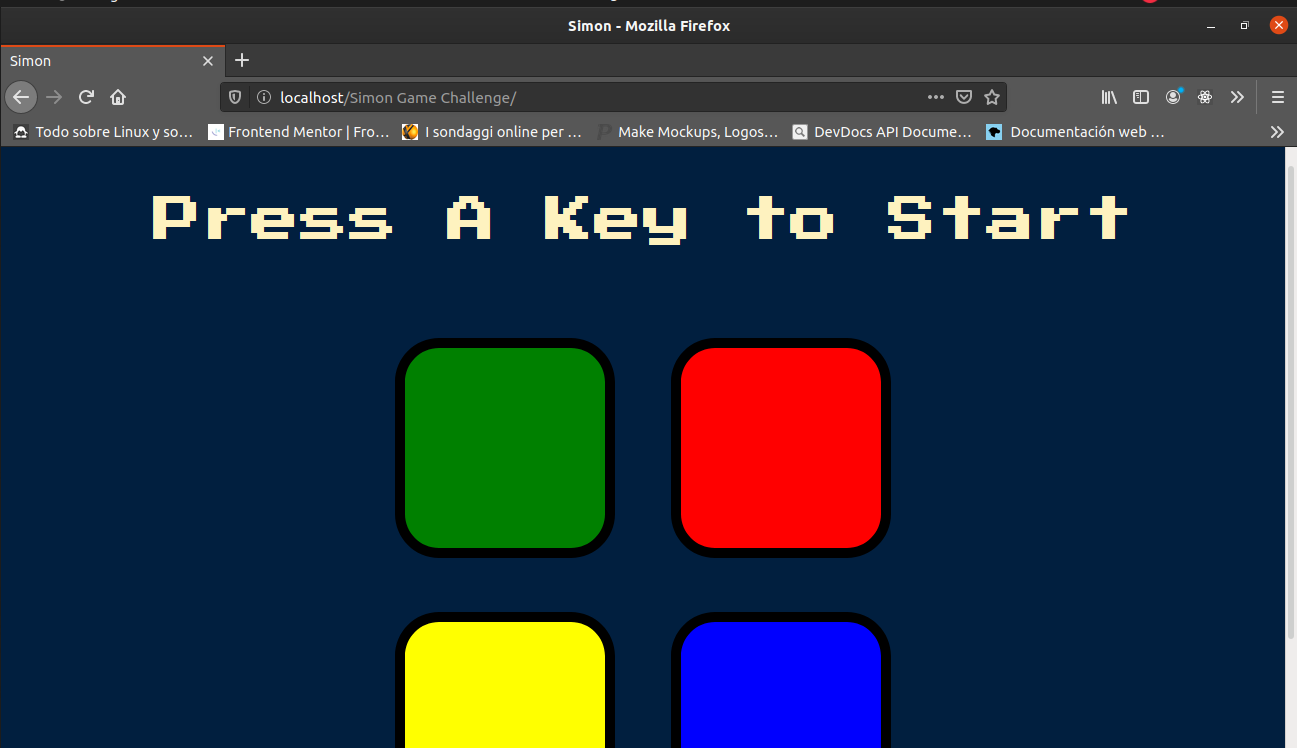 Simon - Mozilla Firefox
Simon
localhost/Simon Game Challenge/
Todo sobre Linux y so… Frontend Mentor | Fro… I sondaggi online per … Make Mockups, Logos… DevDocs API Docume… Documentación web …
Press A Key to Start